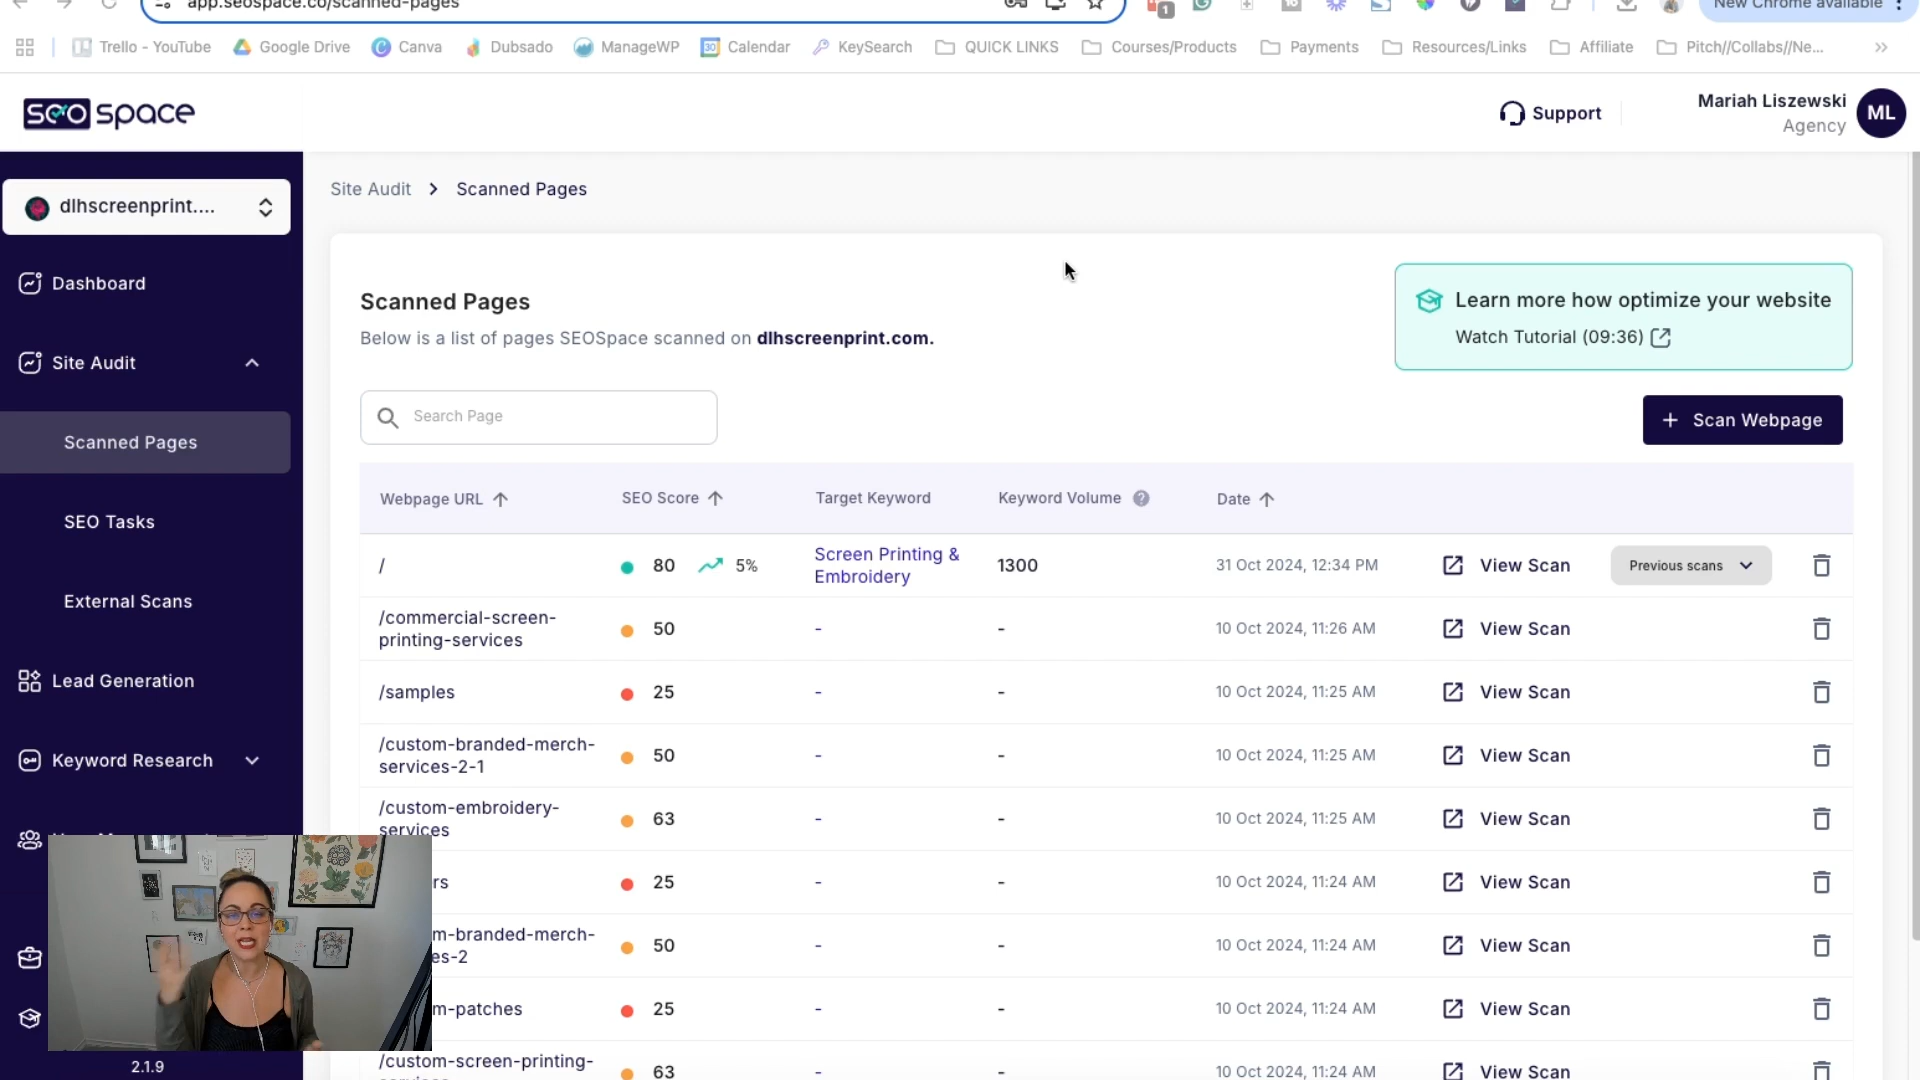 app.seospace.co/scanned-pages
1
New Chrome available
Trello - YouTube
Google Drive
Canva
Dubsado
ManageWP
Calendar
KeySearch
QUICK LINKS
Courses/Products
Payments
Resources/Links
Affiliate
Pitch//Collabs//Ne...
seo space
Support
Mariah Liszewski
Agency
ML
dlhscreenprint....
Dashboard
Site Audit
Scanned Pages
SEO Tasks
External Scans
Lead Generation
Keyword Research
2.1.9
Site Audit > Scanned Pages
Scanned Pages
Below is a list of pages SEOSpace scanned on dlhscreenprint.com.
Learn more how optimize your website
Watch Tutorial (09:36)
Search Page
+ Scan Webpage
Webpage URL SEO Score Target Keyword Keyword Volume ? Date
/ 80 5% Screen Printing & Embroidery 1300 31 Oct 2024, 12:34 PM View Scan Previous scans
/commercial-screen-printing-services 50 - - 10 Oct 2024, 11:26 AM View Scan
/samples 25 - - 10 Oct 2024, 11:25 AM View Scan
/custom-branded-merch-services-2-1 50 - - 10 Oct 2024, 11:25 AM View Scan
/custom-embroidery-services 63 - - 10 Oct 2024, 11:25 AM View Scan
rs 25 - - 10 Oct 2024, 11:24 AM View Scan
m-branded-merch-es-2 50 - - 10 Oct 2024, 11:24 AM View Scan
m-patches 25 - - 10 Oct 2024, 11:24 AM View Scan
/custom-screen-printing- 63 - - 10 Oct 2024, 11:24 AM View Scan